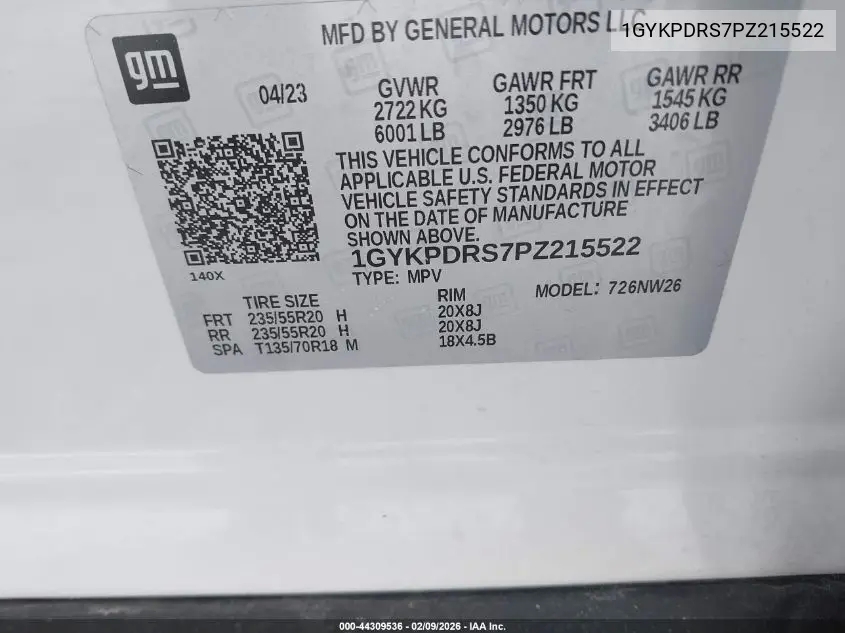 1GYKPDRS7PZ215522
MFD BY GENERAL MOTORS LLC
gm
04/23
GVWR GAWR FRT GAWR RR
2722 KG 1350 KG 1545 KG
6001 LB 2976 LB 3406 LB
THIS VEHICLE CONFORMS TO ALL
APPLICABLE U.S. FEDERAL MOTOR
VEHICLE SAFETY STANDARDS IN EFFECT
ON THE DATE OF MANUFACTURE
SHOWN ABOVE.
1GYKPDRS7PZ215522
140X
TYPE: MPV MODEL: 726NW26
TIRE SIZE RIM
FRT 235/55R20 H 20X8J
RR 235/55R20 H 20X8J
SPA T135/70R18 M 18X4.5B
000-44309536 - 02/09/2026 - IAA Inc.